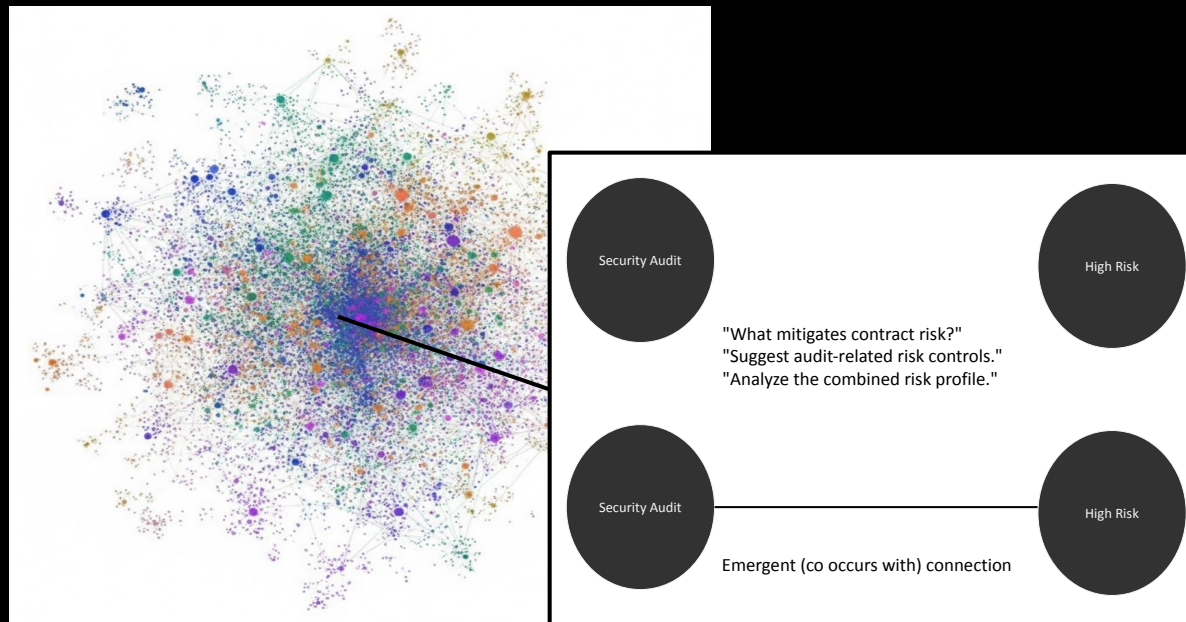 Security Audit
High Risk
"What mitigates contract risk?"
"Suggest audit-related risk controls."
"Analyze the combined risk profile."
Security Audit
High Risk
Emergent (co occurs with) connection